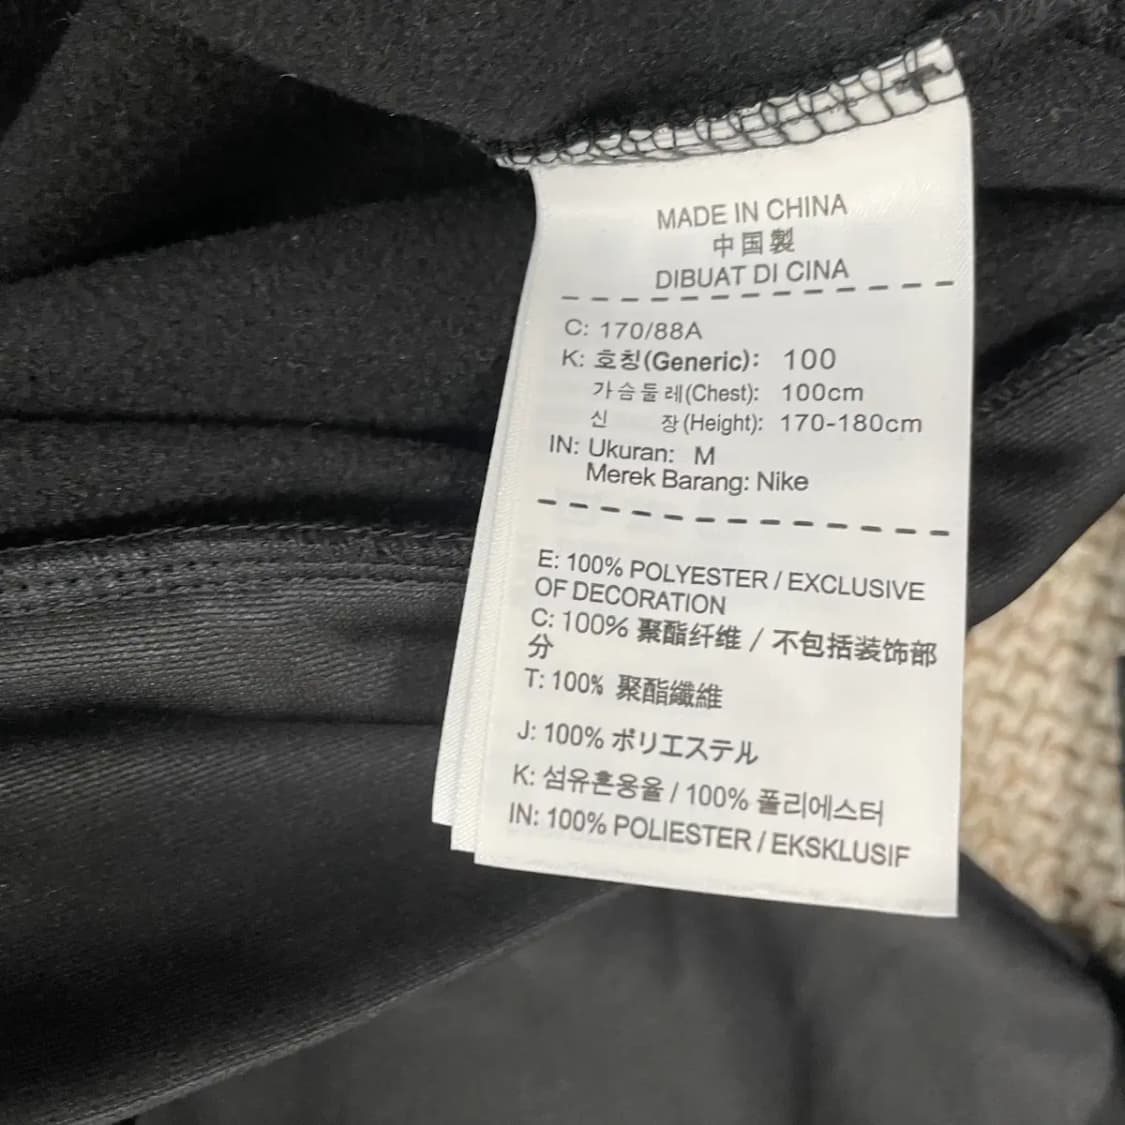 MADE IN CHINA
中国製
DIBUAT DI CINA
C: 170/88A
K: 호칭(Generic): 100
가슴둘레(Chest): 100cm
신 장(Height): 170-180cm
IN: Ukuran: M
Merek Barang: Nike
E: 100% POLYESTER / EXCLUSIVE
OF DECORATION
C: 100% 聚酯纤维 / 不包括装饰部
分
T: 100% 聚酯纖維
J: 100% ポリエステル
K: 섬유혼용율 / 100% 폴리에스터
IN: 100% POLIESTER / EKSKLUSIF